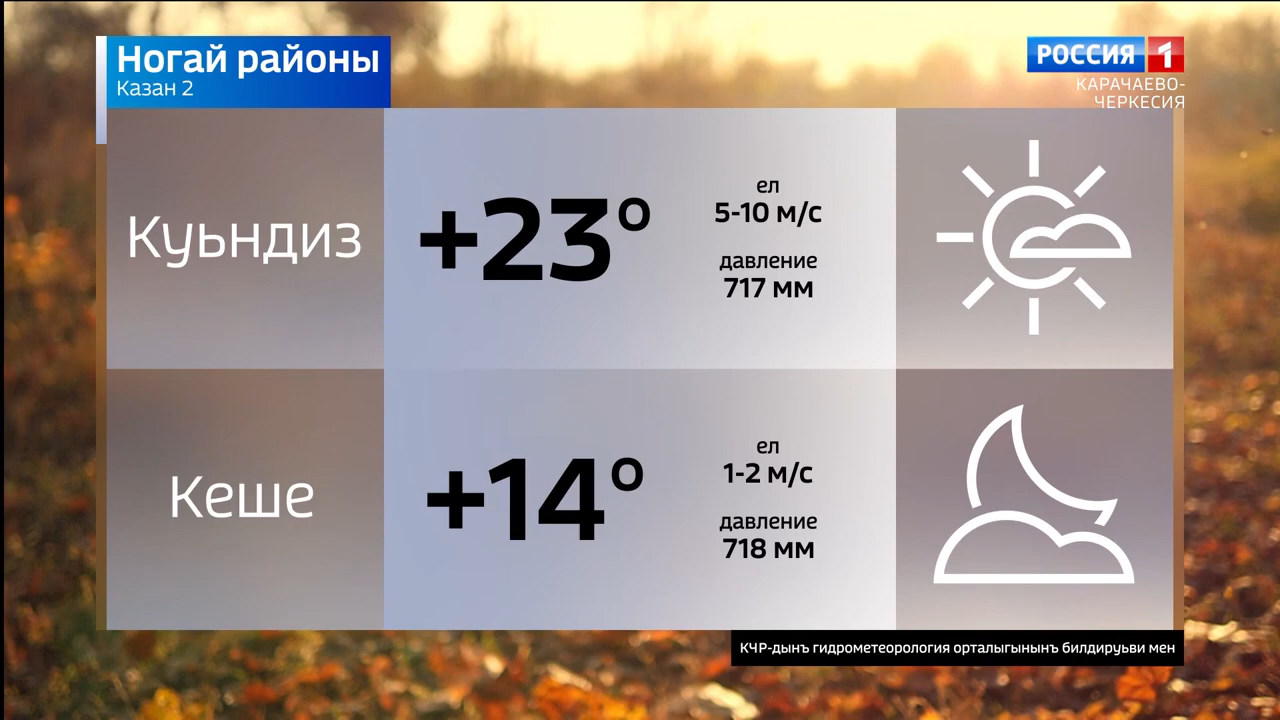 Ногай районы
Казан 2
РОССИЯ 1
КАРАЧАЕВО-
ЧЕРКЕСИЯ
Куьндиз
+23°
ел
5-10 м/с
давление
717 мм
Кеше
+14°
ел
1-2 м/с
давление
718 мм
КЧР-дынъ гидрометеорология орталыгынынъ билдируьви мен